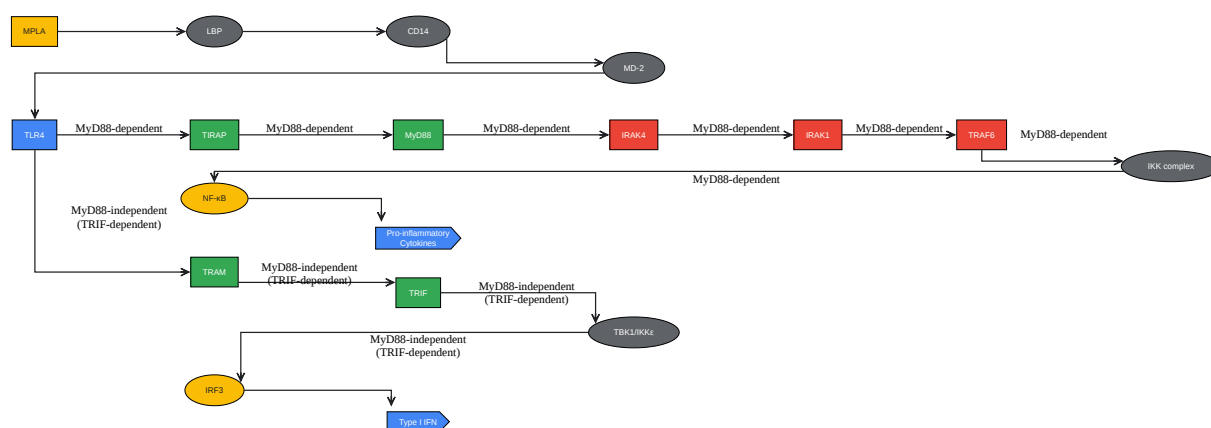 MPLA
LBP
CD14
MD-2
TLR4
MyD88-dependent
TIRAP
MyD88-dependent
MyD88
MyD88-dependent
IRAK4
MyD88-dependent
IRAK1
MyD88-dependent
TRAF6
MyD88-dependent
IKK complex
MyD88-dependent
NF-κB
MyD88-independent
(TRIF-dependent)
Pro-inflammatory
Cytokines
TRAM
MyD88-independent
(TRIF-dependent)
TRIF
MyD88-independent
(TRIF-dependent)
TBK1/IKKε
MyD88-independent
(TRIF-dependent)
IRF3
Type I IFN